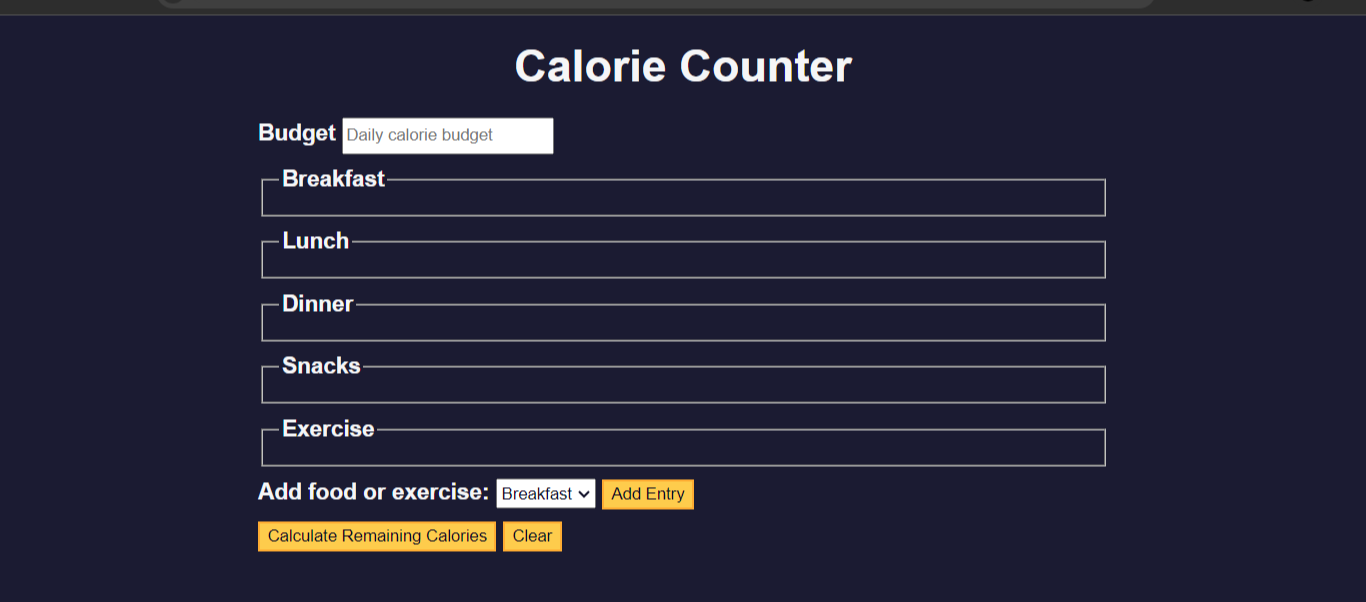 Calorie Counter
Budget Daily calorie budget
Breakfast
Lunch
Dinner
Snacks
Exercise
Add food or exercise: Breakfast Add Entry
Calculate Remaining Calories Clear